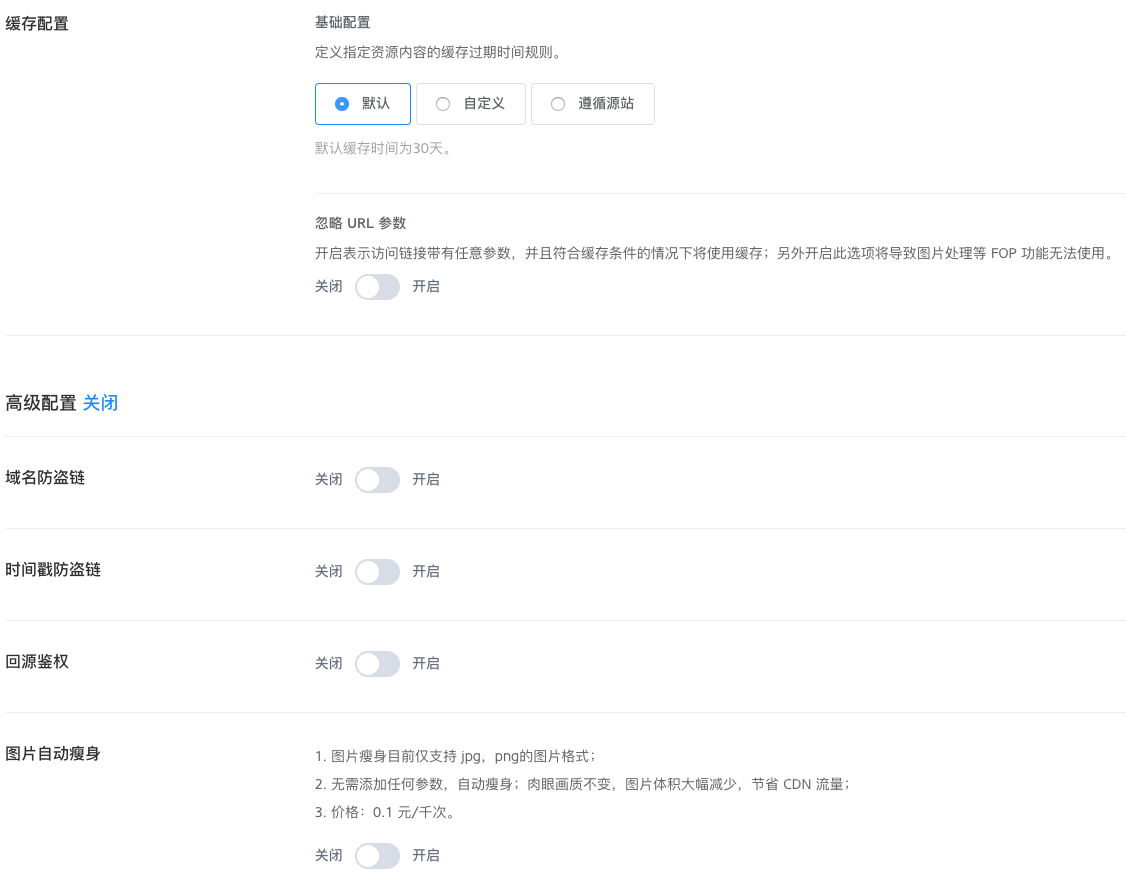 缓存配置
基础配置
定义指定资源内容的缓存过期时间规则。
默认
自定义
遵循源站
默认缓存时间为30天。
忽略 URL 参数
开启表示访问链接带有任意参数，并且符合缓存条件的情况下将使用缓存；另外开启此选项将导致图片处理等 FOP 功能无法使用。
关闭 开启
高级配置 关闭
域名防盗链
关闭 开启
时间戳防盗链
关闭 开启
回源鉴权
关闭 开启
图片自动瘦身
1. 图片瘦身目前仅支持 jpg，png的图片格式；
2. 无需添加任何参数，自动瘦身；肉眼画质不变，图片体积大幅减少，节省 CDN 流量；
3. 价格：0.1 元/千次。
关闭 开启